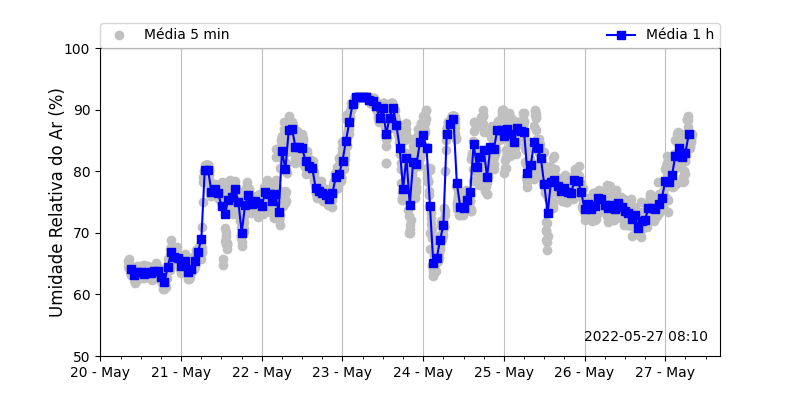 Média 5 min Média 1 h
Umidade Relativa do Ar (%)
100
90
80
70
60
50
2022-05-27 08:10
20 - May 21 - May 22 - May 23 - May 24 - May 25 - May 26 - May 27 - May